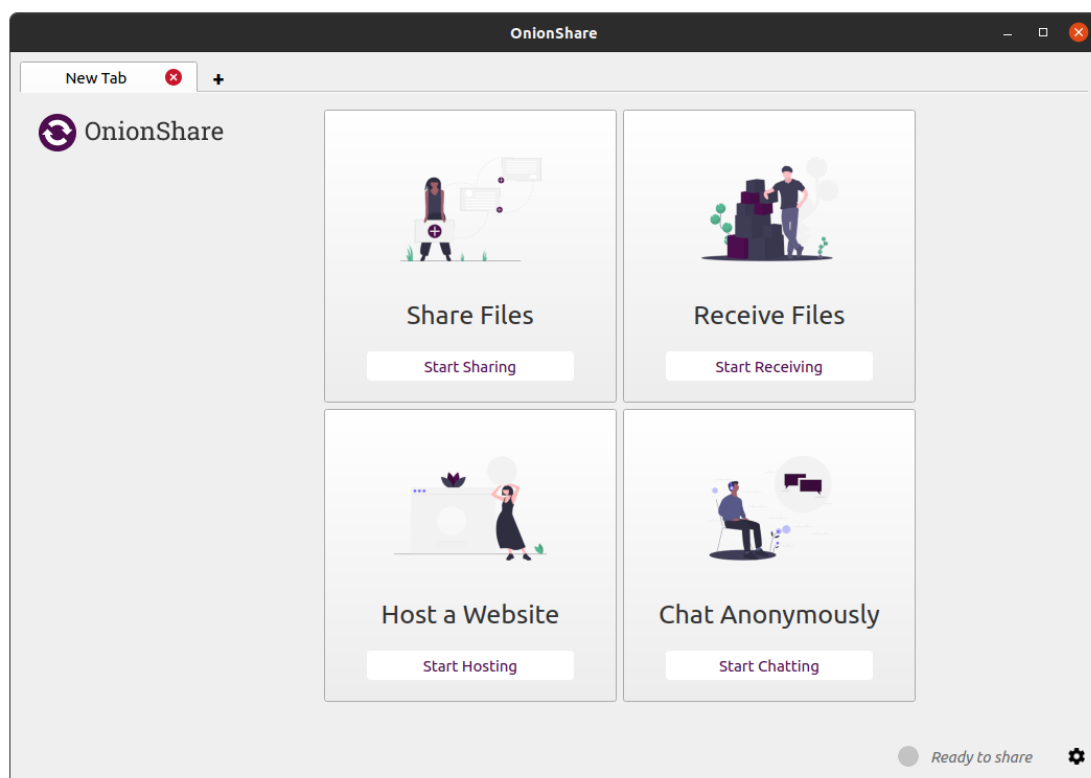 OnionShare
New Tab
OnionShare
Share Files
Start Sharing
Receive Files
Start Receiving
Host a Website
Start Hosting
Chat Anonymously
Start Chatting
Ready to share